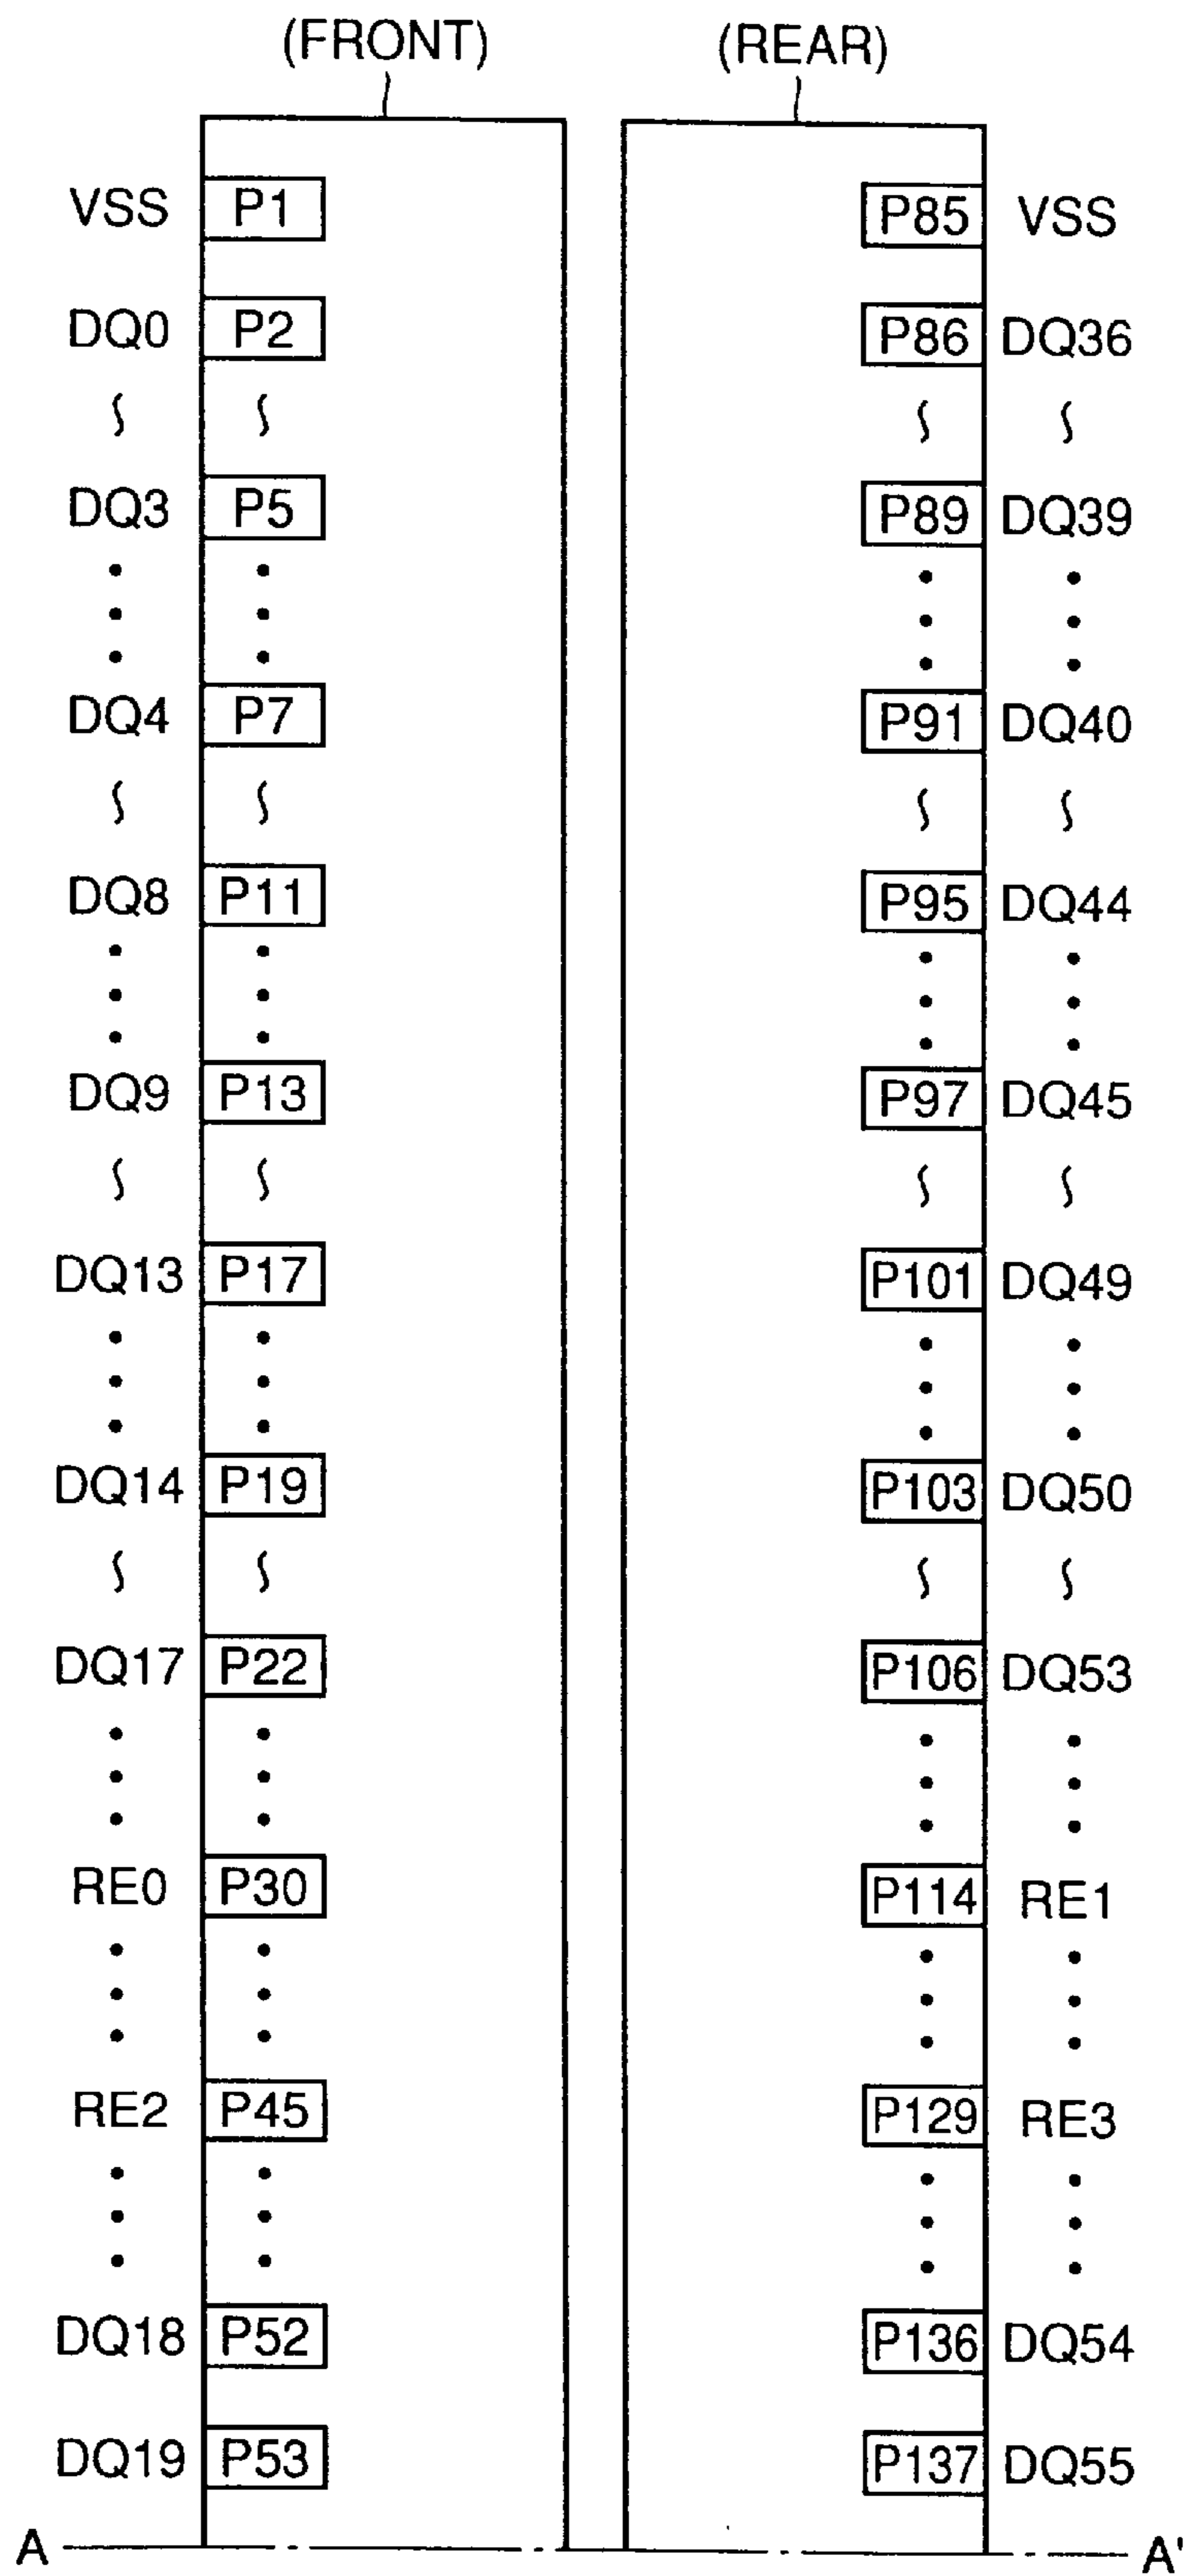 (FRONT) (REAR)
VSS P1 P85 VSS
DQ0 P2 P86 DQ36
DQ3 P5 P89 DQ39
DQ4 P7 P91 DQ40
DQ8 P11 P95 DQ44
DQ9 P13 P97 DQ45
DQ13 P17 P101 DQ49
DQ14 P19 P103 DQ50
DQ17 P22 P106 DQ53
RE0 P30 P114 RE1
RE2 P45 P129 RE3
DQ18 P52 P136 DQ54
DQ19 P53 P137 DQ55
A A'